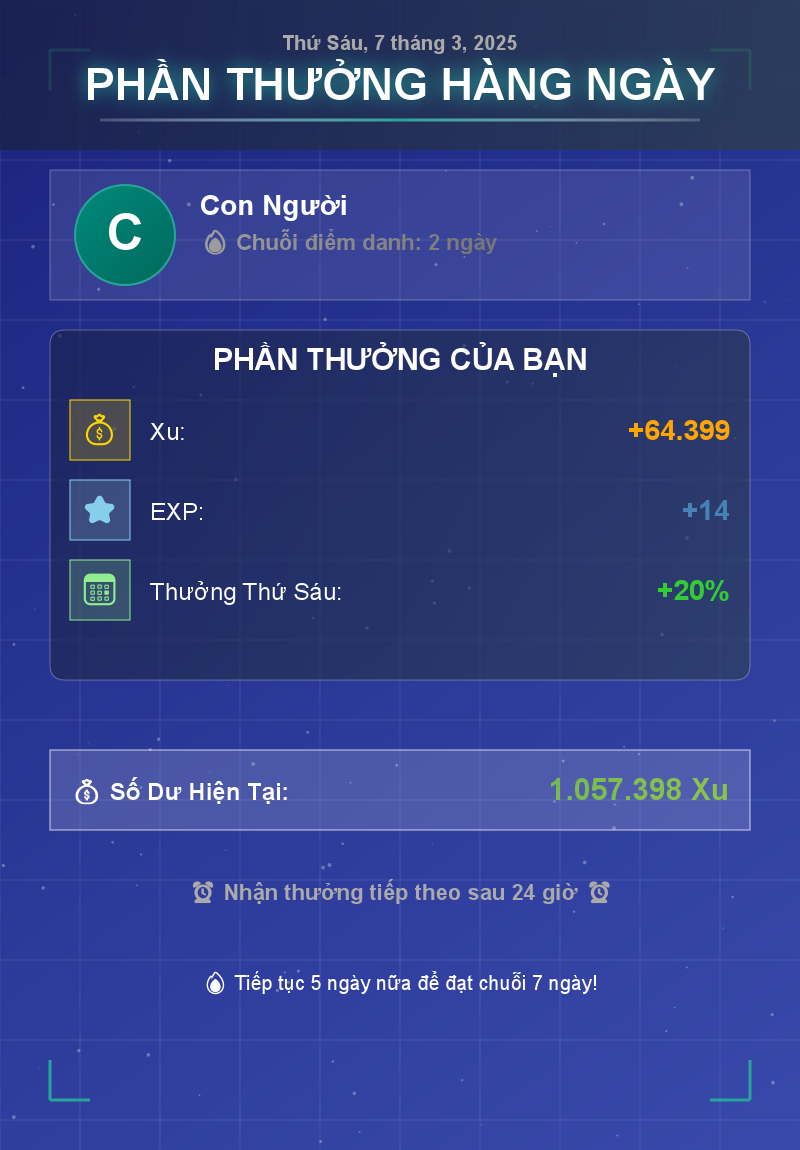 Thứ Sáu, 7 tháng 3, 2025
PHẦN THƯỞNG HÀNG NGÀY
C
Con Người
Chuỗi điểm danh: 2 ngày
PHẦN THƯỞNG CỦA BẠN
Xu: +64.399
EXP: +14
Thưởng Thứ Sáu: +20%
Số Dư Hiện Tại: 1.057.398 Xu
Nhận thưởng tiếp theo sau 24 giờ
Tiếp tục 5 ngày nữa để đạt chuỗi 7 ngày!